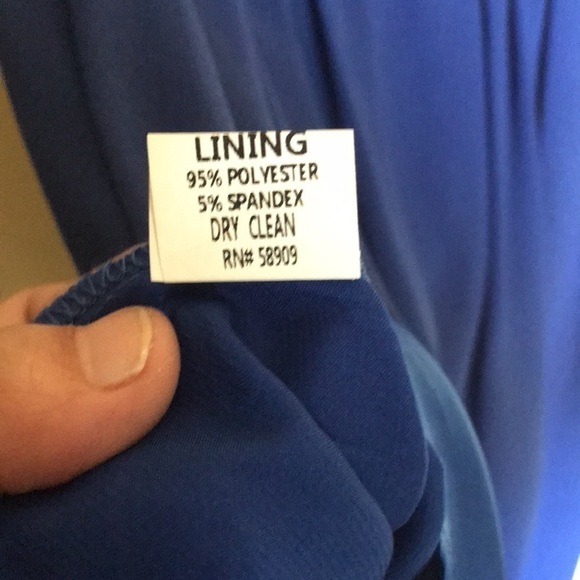 LINING
95% POLYESTER
5% SPANDEX
DRY CLEAN
RN# 58909